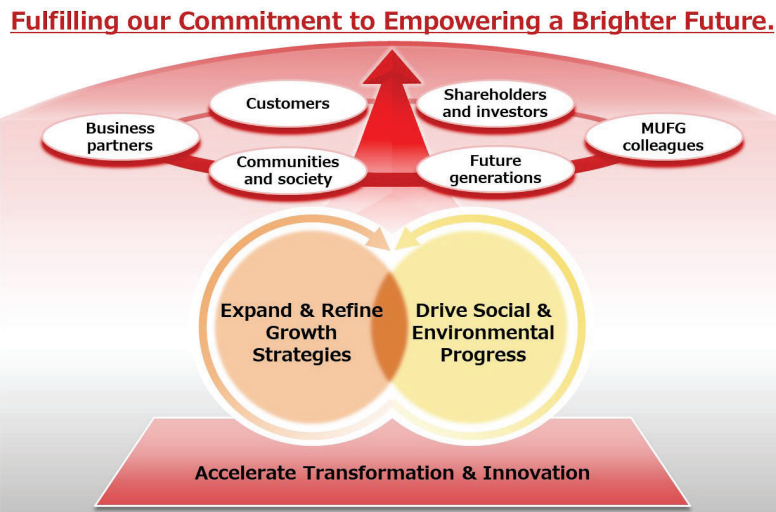 Fulfilling our Commitment to Empowering a Brighter Future.
Customers
Shareholders
and investors
Business
partners
MUFG
colleagues
Communities
and society
Future
generations
Expand & Refine
Growth
Strategies
Drive Social &
Environmental
Progress
Accelerate Transformation & Innovation